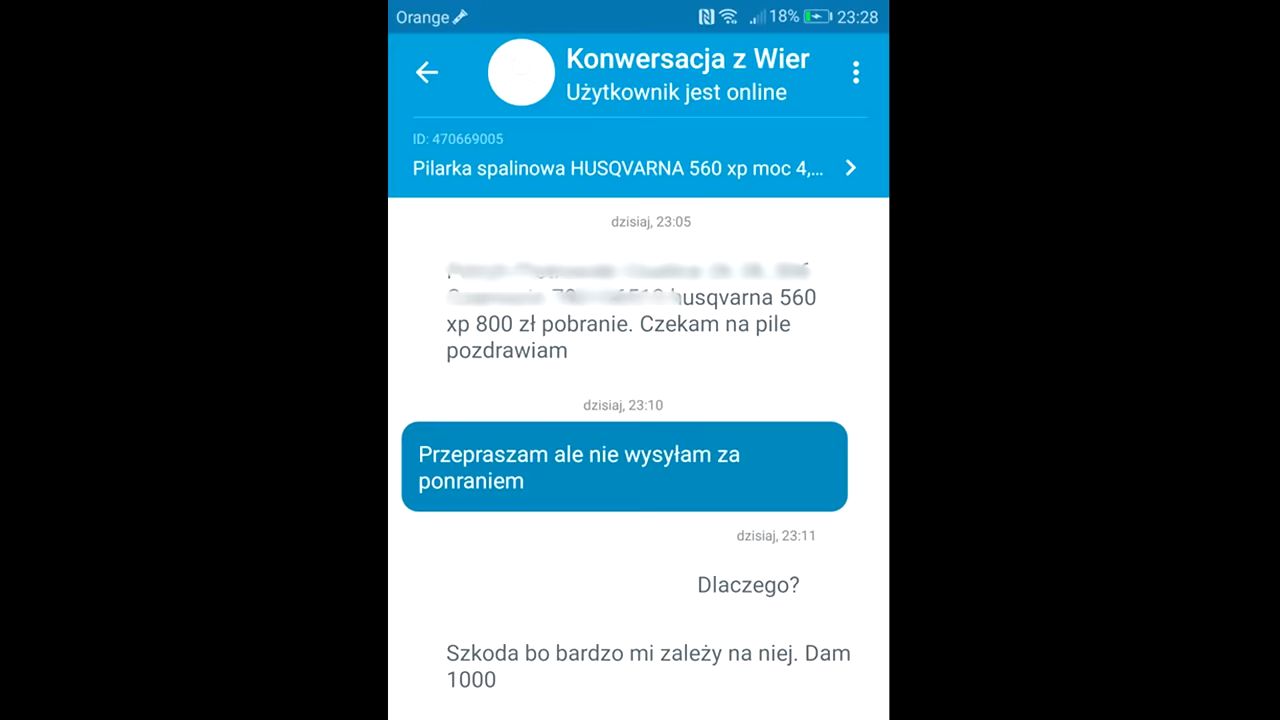 Orange
18%
23:28
Konwersacja z Wier
Użytkownik jest online
ID: 470669005
Pilarka spalinowa HUSQVARNA 560 xp moc 4,...
dzisiaj, 23:05
husqvarna 560
xp 800 zł pobranie. Czekam na pile
pozdrawiam
dzisiaj, 23:10
Przepraszam ale nie wysyłam za
ponraniem
dzisiaj, 23:11
Dlaczego?
Szkoda bo bardzo mi zależy na niej. Dam
1000